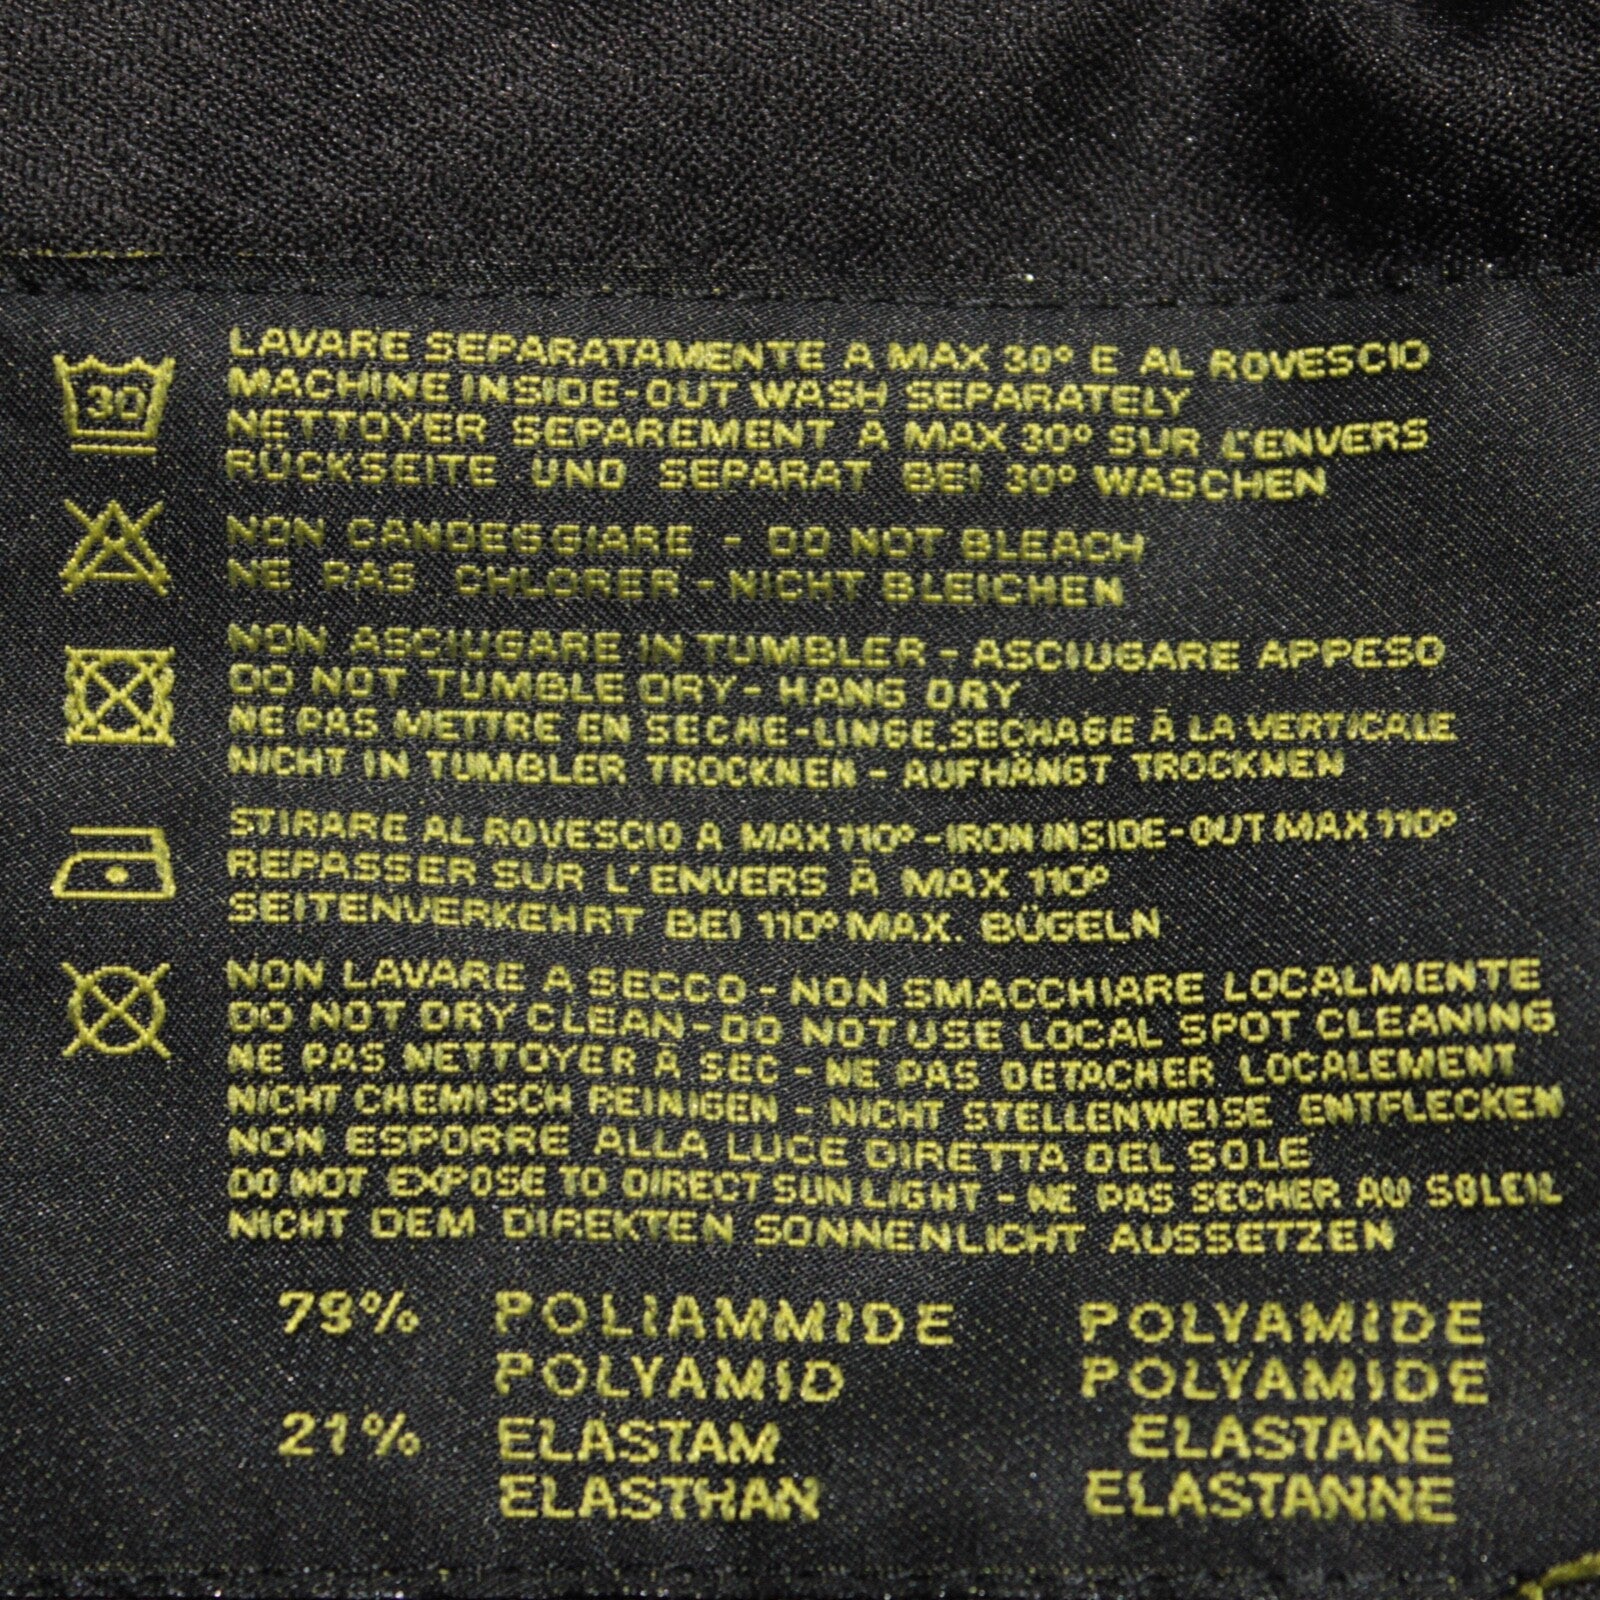 30
LAVARE SEPARATAMENTE A MAX 30° E AL ROVESCIO
MACHINE INSIDE-OUT WASH SEPARATELY
NETTOYER SEPAREMENT A MAX 30° SUR L'ENVERS
RÜCKSEITE UND SEPARAT BEI 30° WASCHEN
NON CANDEGGIARE - DO NOT BLEACH
NE PAS CHLORER - NICHT BLEICHEN
NON ASCIUGARE IN TUMBLER - ASCIUGARE APPESO
DO NOT TUMBLE DRY - HANG DRY
NE PAS METTRE EN SECHE-LINGE.SECHAGE À LA VERTICALE
NICHT IN TUMBLER TROCKNEN - AUFHÄNGT TROCKNEN
STIRARE AL ROVESCIO A MAX 110° - IRON INSIDE-OUT MAX 110°
REPASSER SUR L'ENVERS À MAX 110°
SEITENVERKEHRT BEI 110° MAX. BÜGELN
NON LAVARE A SECCO - NON SMACCHIARE LOCALMENTE
DO NOT DRY CLEAN - DO NOT USE LOCAL SPOT CLEANING
NE PAS NETTOYER À SEC - NE PAS DETACHER LOCALEMENT
NICHT CHEMISCH REINIGEN - NICHT STELLENWEISE ENTFLECKEN
NON ESPORRE ALLA LUCE DIRETTA DEL SOLE
DO NOT EXPOSE TO DIRECT SUNLIGHT - NE PAS SECHER AU SOLEIL
NICHT DEM DIREKTEN SONNENLICHT AUSSETZEN
79% POLIAMMIDE POLYAMIDE
POLYAMID POLYAMIDE
21% ELASTAM ELASTANE
ELASTHAN ELASTANNE